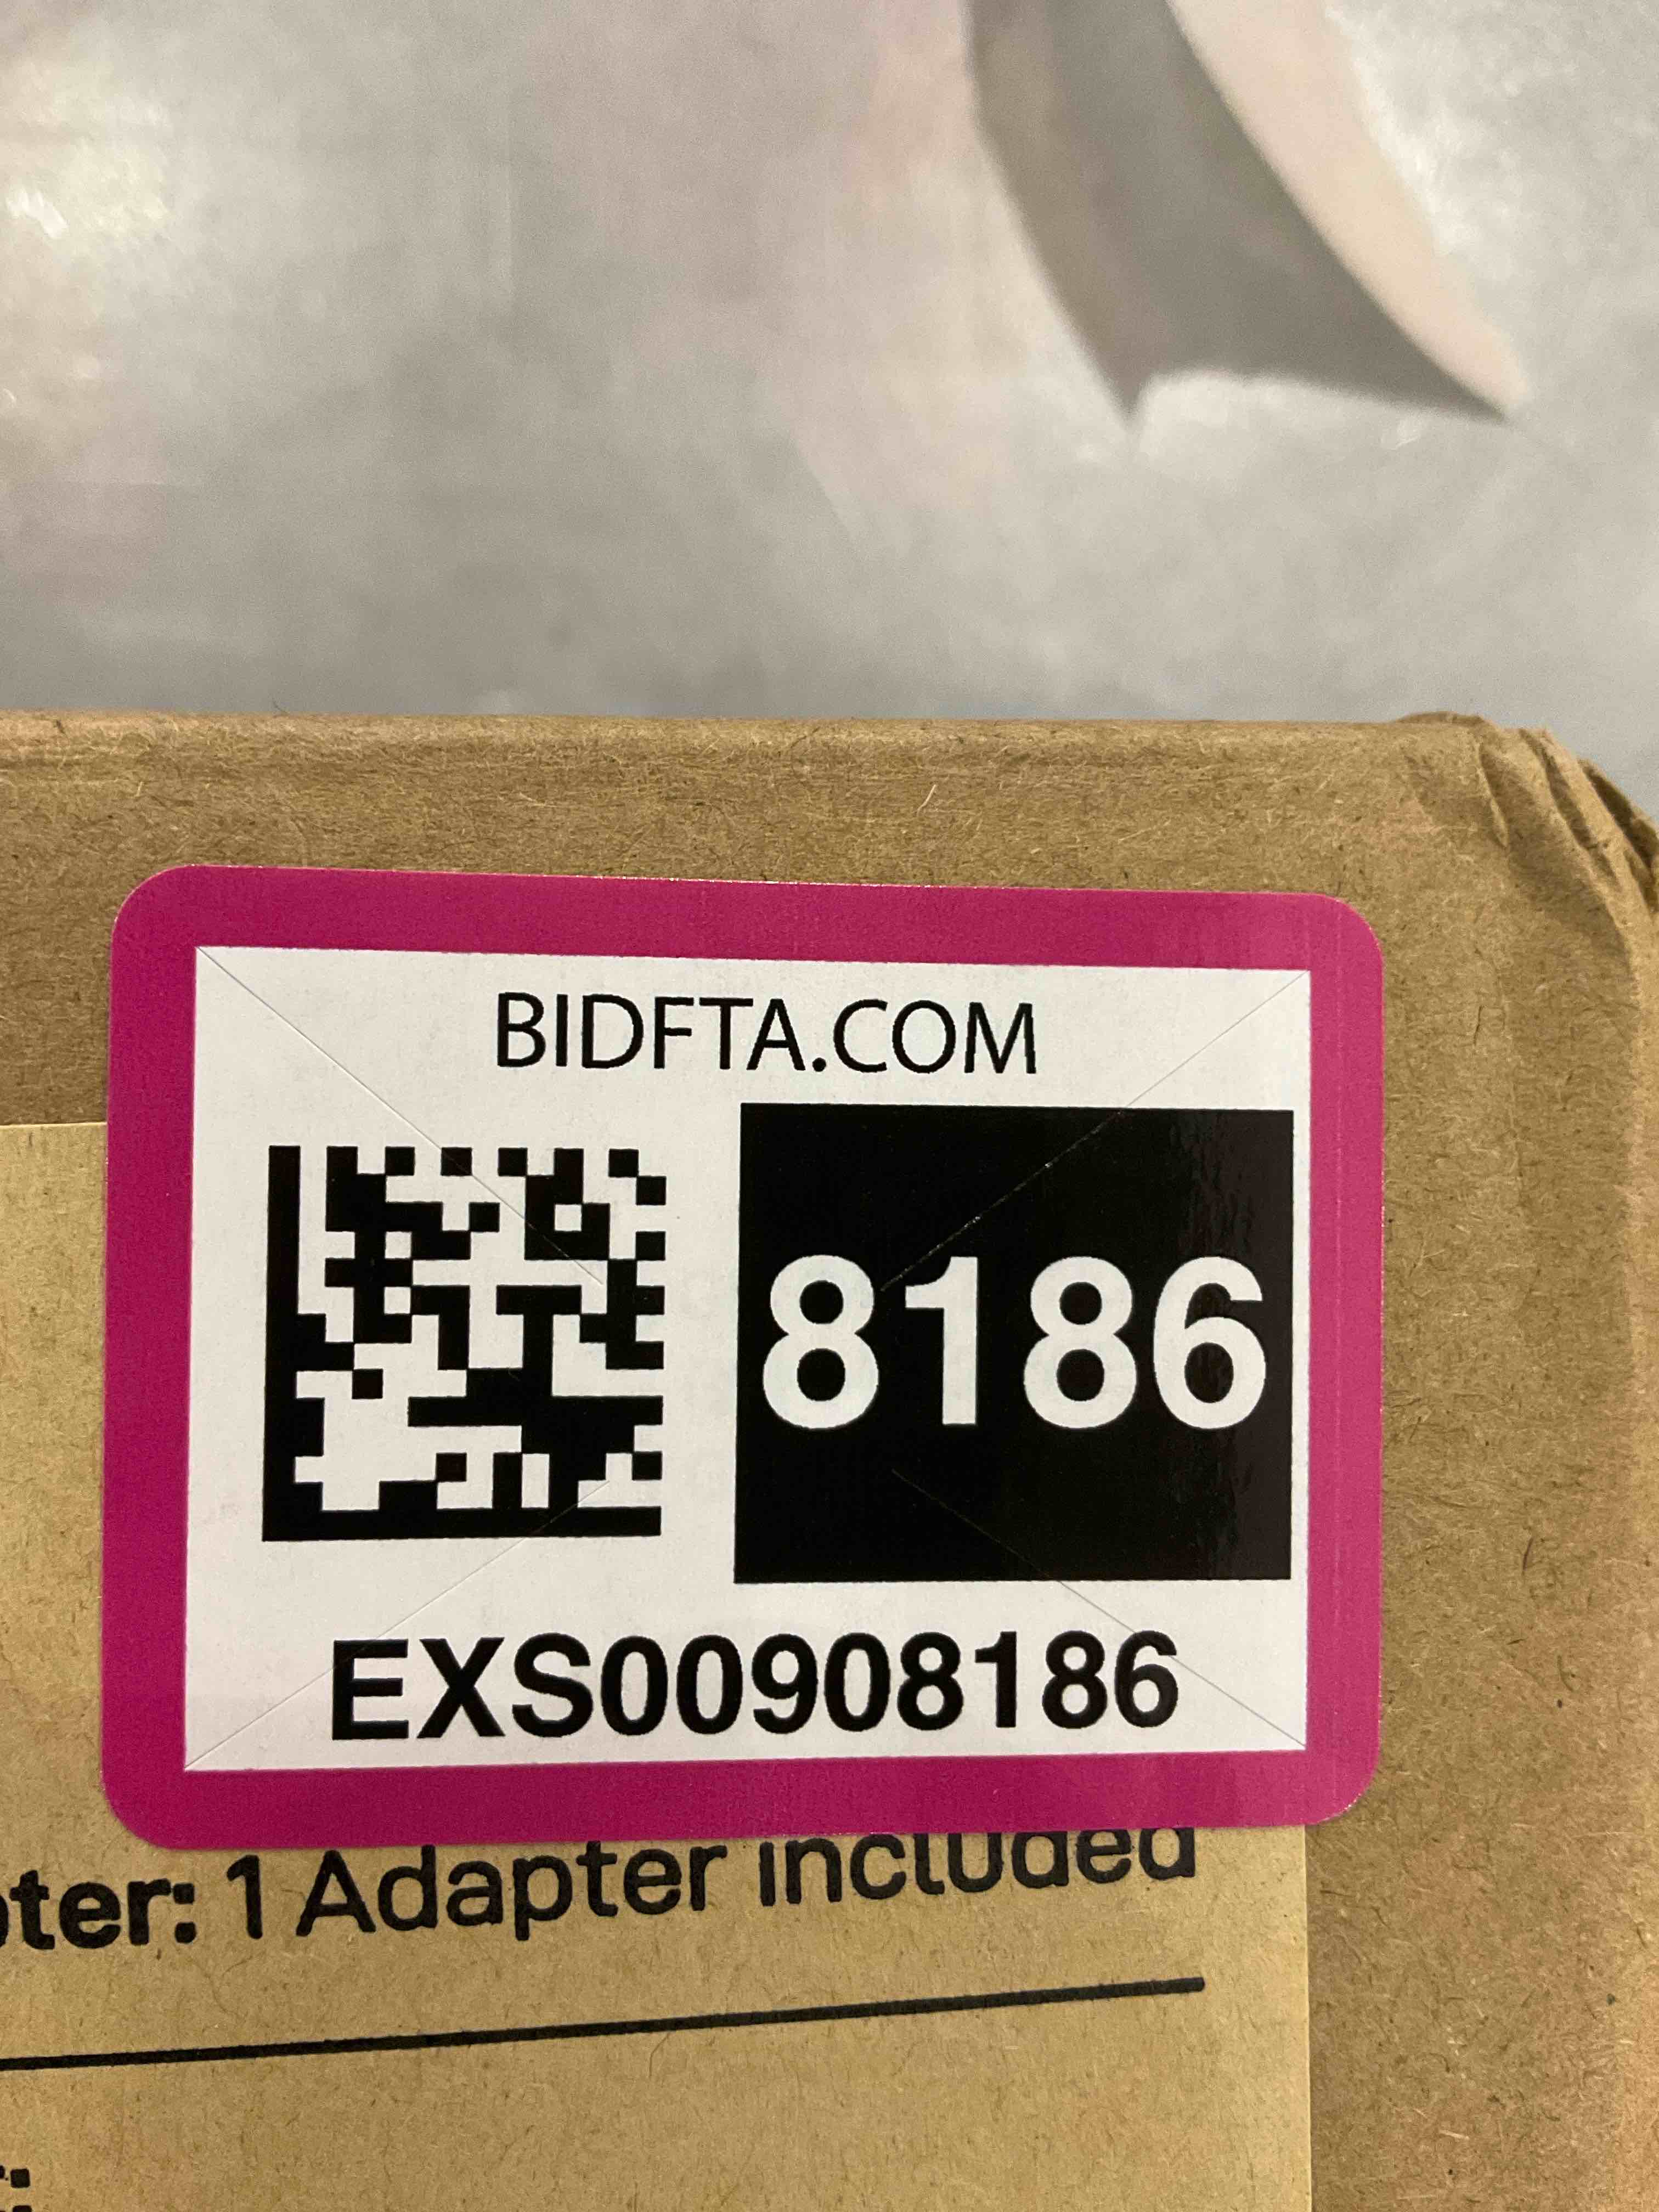 BIDFTA.COM
8186
EXS00908186
1 Adapter included